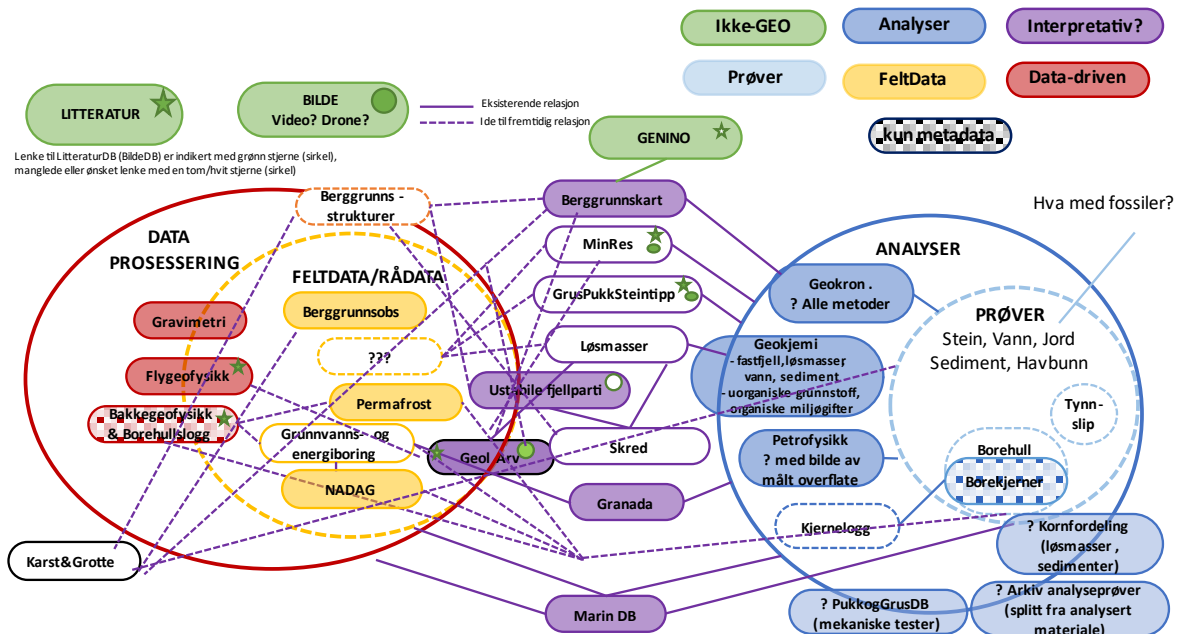 Ikke-GEO
Analyser
Interpretativ?
Prøver
FeltData
Data-driven
kun metadata
LITTERATUR
BILDE
Video? Drone?
Eksisterende relasjon
Ide til fremtidig relasjon
GENINO
Lenke til LitteraturDB (BildeDB) er indikert med grønn stjerne (sirkel),
manglede eller ønsket lenke med en tom/hvit stjerne (sirkel)
Berggrunns -
strukturer
Berggrunnskart
Hva med fossiler?
DATA
PROSESSERING
MinRes
ANALYSER
FELTDATA/RÅDATA
Geokron .
? Alle metoder
GrusPukkSteintipp
Berggrunnsobs
Gravimetri
PRØVER
Stein, Vann, Jord
Sediment, Havbunn
???
Løsmasser
Geokjemi
- fastfjell,løsmasser
vann, sediment
- uorganiske grunnstoff,
organiske miljøgifter
Flygeofysikk
Ustabile fjellparti
Permafrost
Tynn-
slip
Bakkegeofysikk
& Borehullslogg
Grunnvanns- og
energiboring
Geol Arv
Skred
Petrofysikk
? med bilde av
målt overflate
Borehull
Borekjerner
NADAG
Granada
Kjernelogg
? Kornfordeling
(løsmasser ,
sedimenter)
Karst&Grotte
Marin DB
? PukkogGrusDB
(mekaniske tester)
? Arkiv analyseprøver
(splitt fra analysert
materiale)